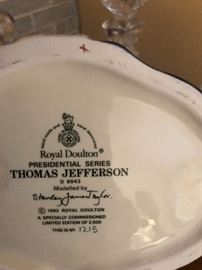 Royal Doulton®
PRESIDENTIAL SERIES
THOMAS JEFFERSON
D 6943
Modelled by
Stanley James Taylor
© 1993 ROYAL DOULTON
A SPECIALLY COMMISSIONED
LIMITED EDITION OF 2,500
THIS IS Nº 1215